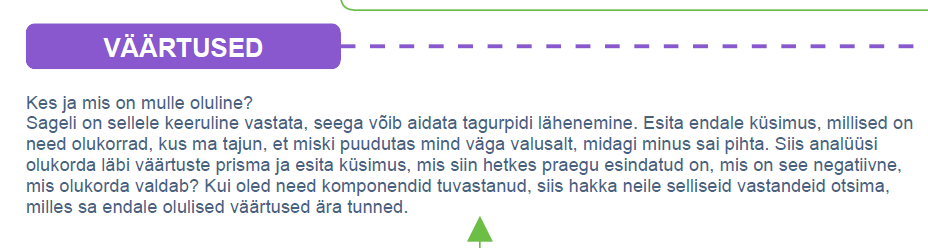 VÄÄRTUSED
Kes ja mis on mulle oluline?
Sageli on sellele keeruline vastata, seega võib aidata tagurpidi lähenemine. Esita endale küsimus, millised on
need olukorrad, kus ma tajun, et miski puudutas mind väga valusalt, midagi minus sai pihta. Siis analüüsi
olukorda läbi väärtuste prisma ja esita küsimus, mis siin hetkes praegu esindatud on, mis on see negatiivne,
mis olukorda valdab? Kui oled need komponendid tuvastanud, siis hakka neile selliseid vastandeid otsima,
milles sa endale olulised väärtused ära tunned.